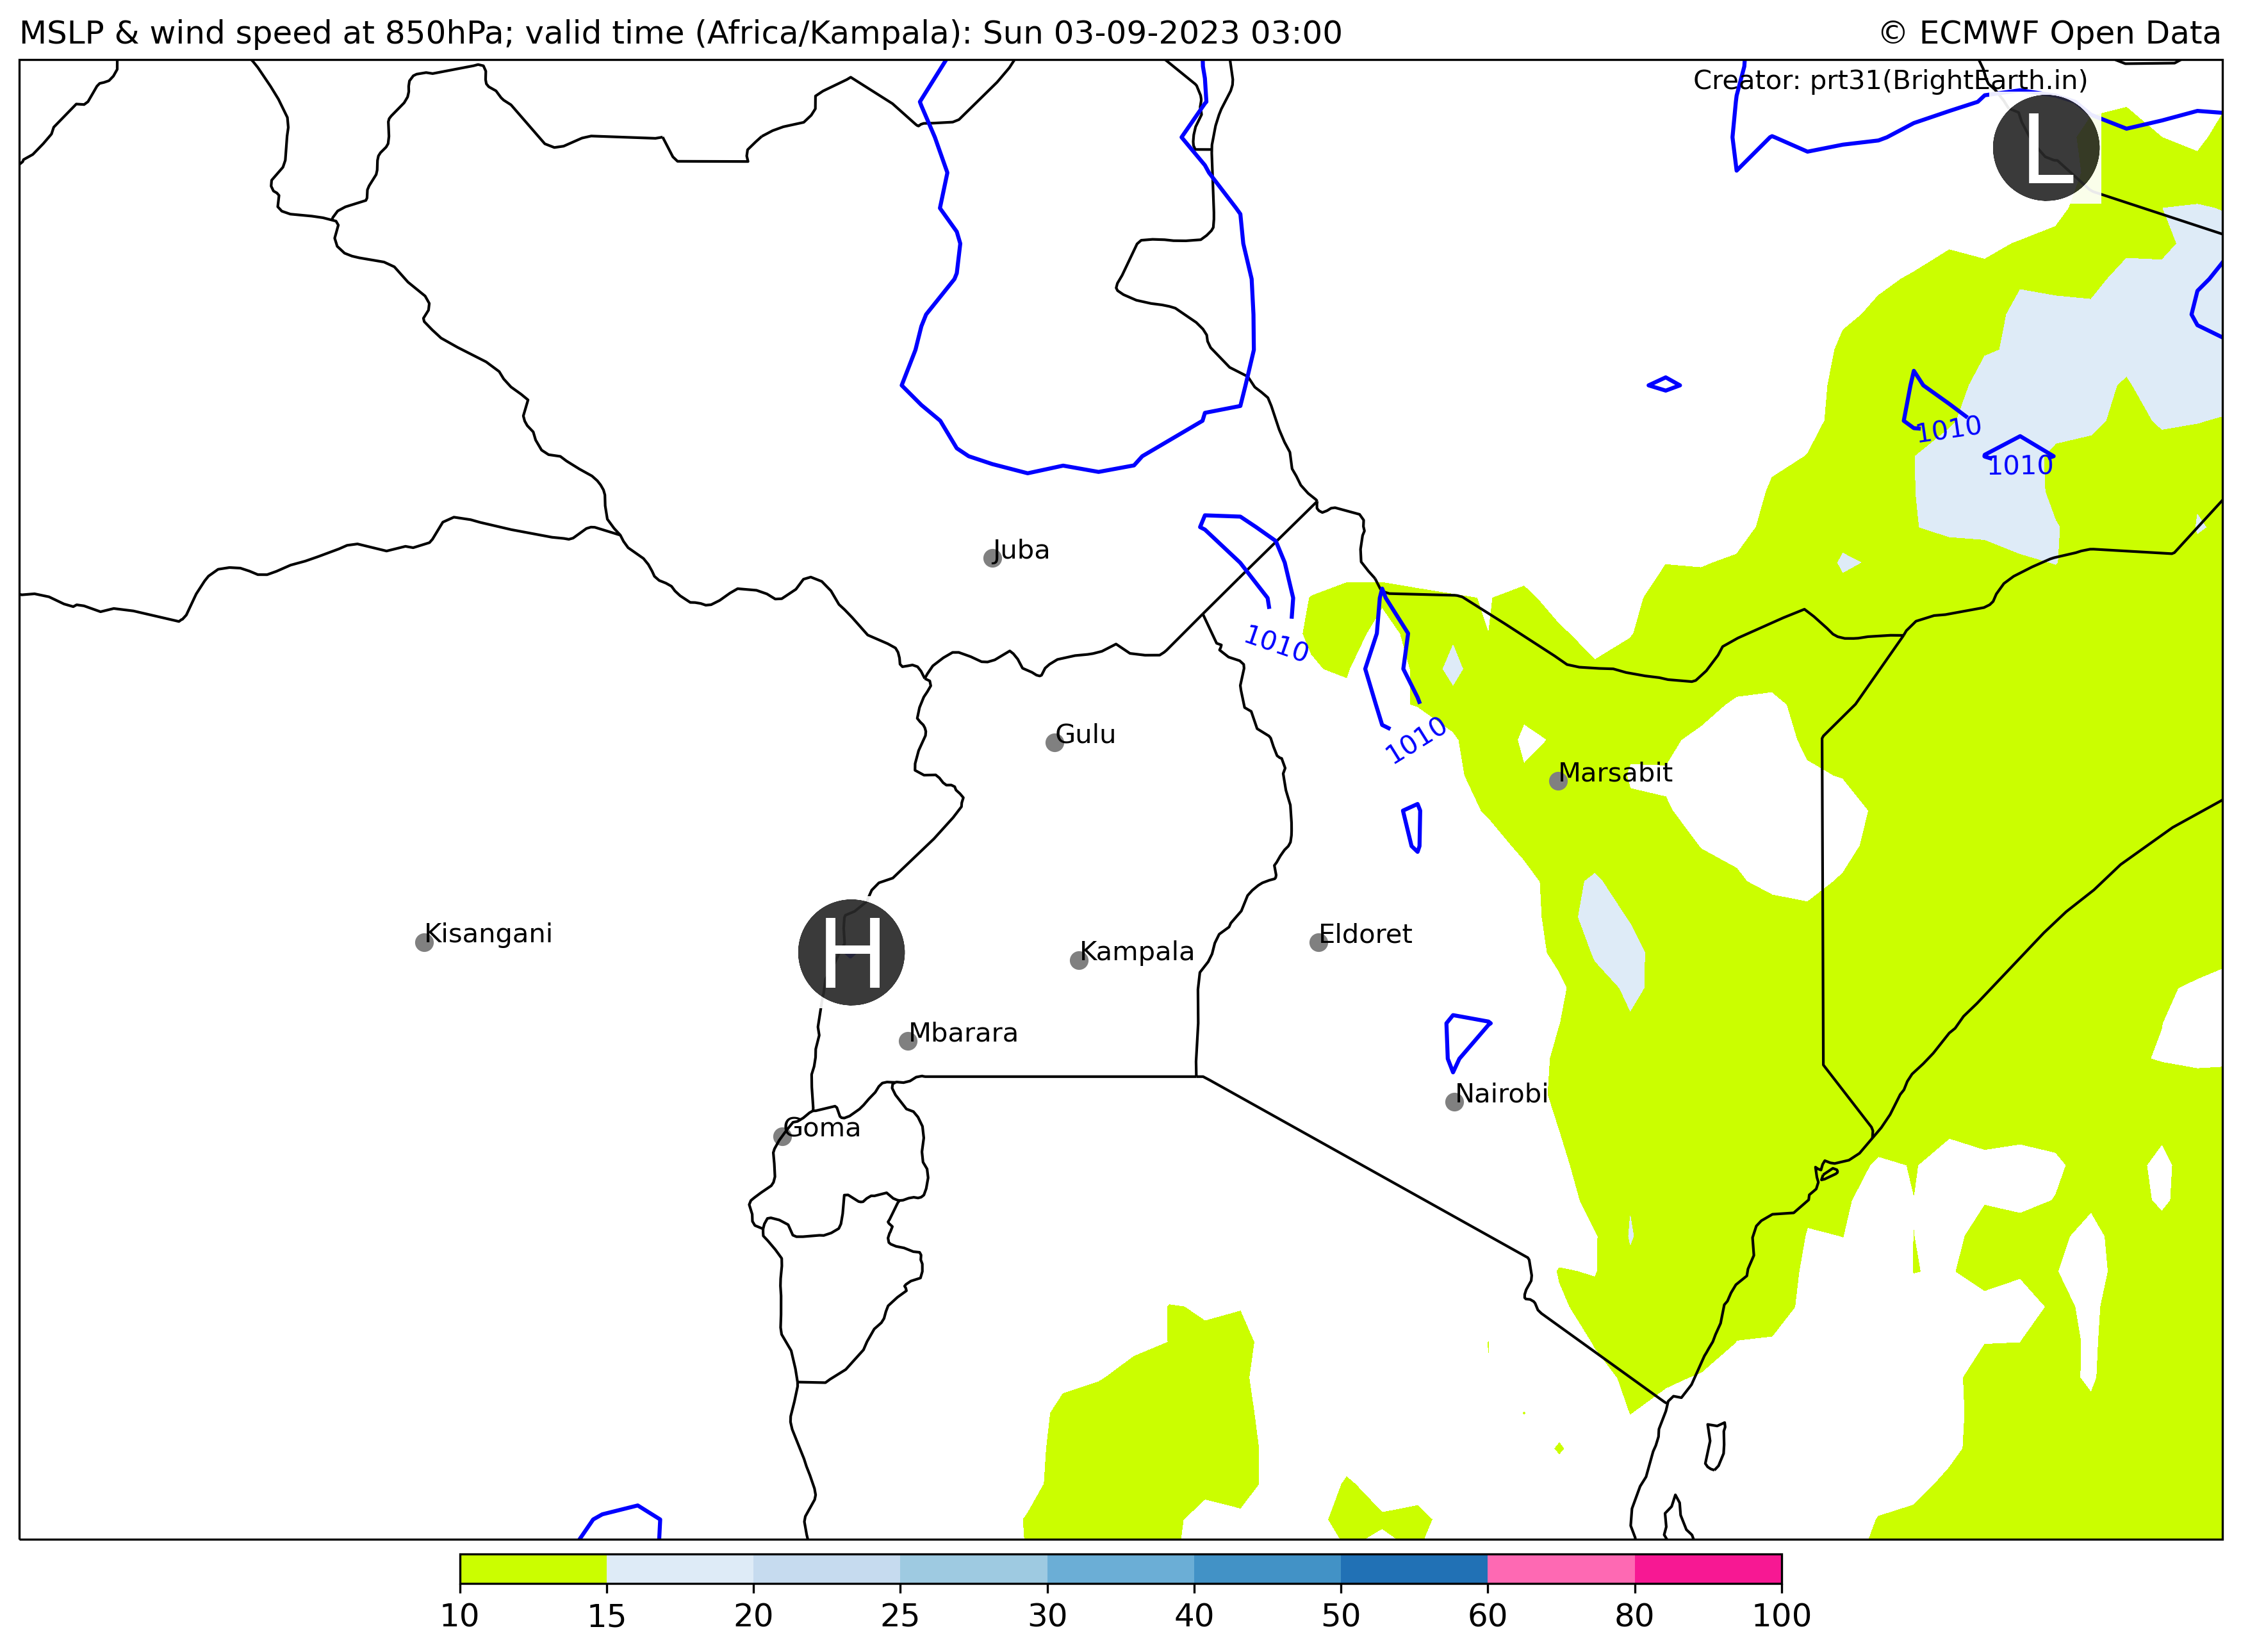 MSLP & wind speed at 850hPa; valid time (Africa/Kampala): Sun 03-09-2023 03:00
© ECMWF Open Data
Creator: prt31(BrightEarth.in)
L
1010
1010
Juba
1010
Gulu
1010
Marsabit
Kisangani
H
Kampala
Eldoret
Mbarara
Nairobi
Goma
10 15 20 25 30 40 50 60 80 100